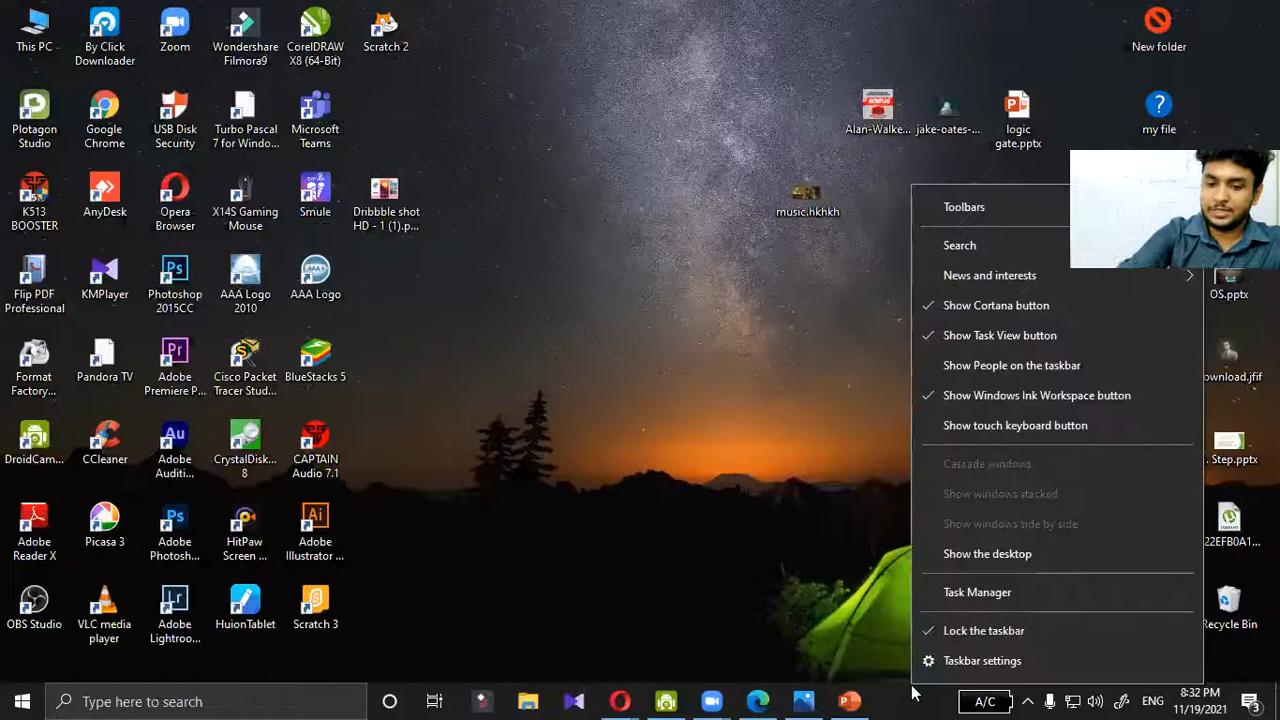 This PC
By Click
Downloader
Zoom
Wondershare
Filmora9
CorelDRAW
X8 (64-Bit)
Scratch 2
New folder
Plotagon
Studio
Google
Chrome
USB Disk
Security
Turbo Pascal
7 for Windo...
Microsoft
Teams
Alan-Walke...
jake-oates-...
logic
gate.pptx
my file
K513
BOOSTER
AnyDesk
Opera
Browser
X14S Gaming
Mouse
Smule
Dribbble shot
HD - 1 (1).p...
music.hkhkh
Flip PDF
Professional
KMPlayer
Photoshop
2015CC
AAA Logo
2010
AAA Logo
OS.pptx
Format
Factory...
Pandora TV
Adobe
Premiere P...
Cisco Packet
Tracer Stud...
BlueStacks 5
ownload.jfif
DroidCam...
CCleaner
Adobe
Auditi...
CrystalDisk...
8
CAPTAIN
Audio 7.1
. Step.pptx
Adobe
Reader X
Picasa 3
Adobe
Photosh...
HitPaw
Screen ...
Adobe
Illustrator ...
22EFB0A1...
OBS Studio
VLC media
player
Adobe
Lightroo...
HuionTablet
Scratch 3
Recycle Bin
Toolbars
Search
News and interests
Show Cortana button
Show Task View button
Show People on the taskbar
Show Windows Ink Workspace button
Show touch keyboard button
Cascade windows
Show windows stacked
Show windows side by side
Show the desktop
Task Manager
Lock the taskbar
Taskbar settings
Type here to search
A/C
ENG
8:32 PM
11/19/2021
3